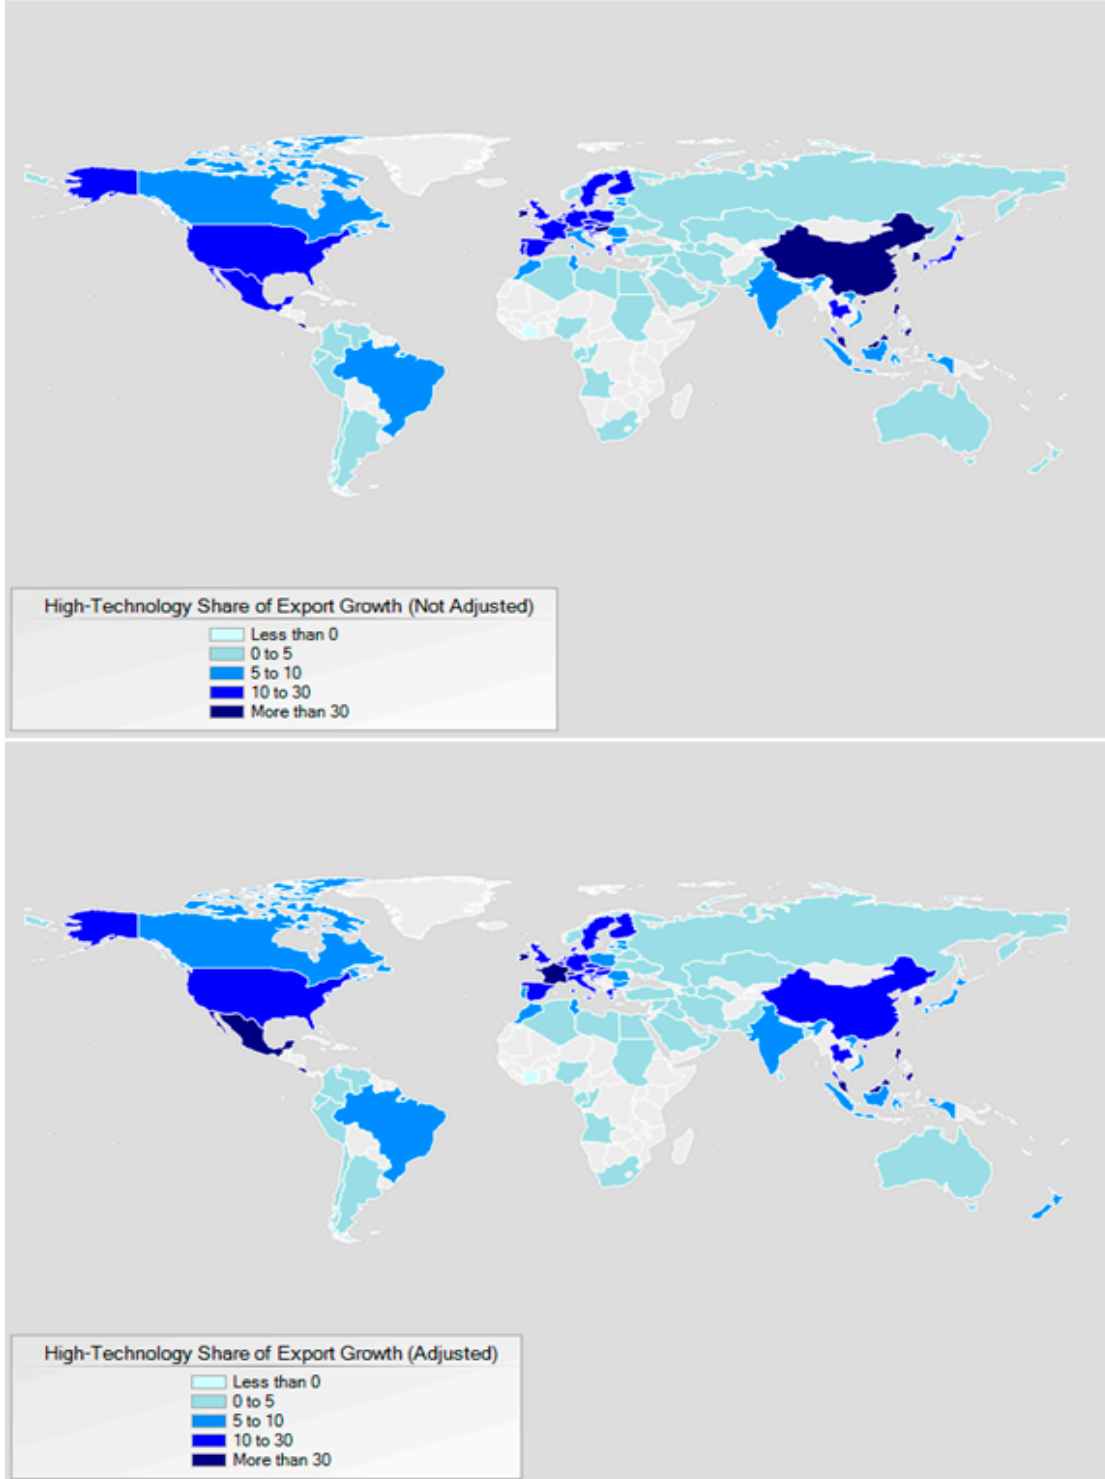 High-Technology Share of Export Growth (Not Adjusted)
Less than 0
0 to 5
5 to 10
10 to 30
More than 30
High-Technology Share of Export Growth (Adjusted)
Less than 0
0 to 5
5 to 10
10 to 30
More than 30